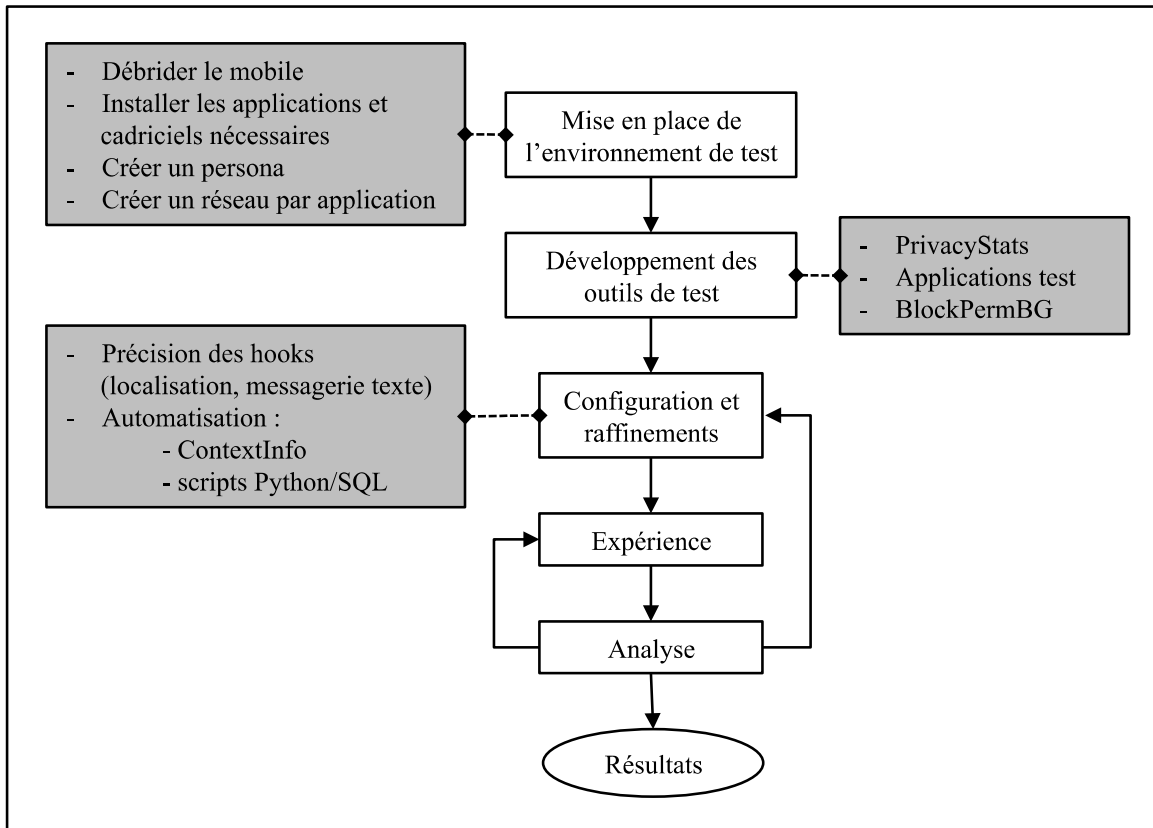 - Débrider le mobile
- Installer les applications et
cadriciels nécessaires
- Créer un persona
- Créer un réseau par application
Mise en place de
l’environnement de test
Développement des
outils de test
- PrivacyStats
- Applications test
- BlockPermBG
- Précision des hooks
(localisation, messagerie texte)
- Automatisation :
- ContextInfo
- scripts Python/SQL
Configuration et
raffinements
Expérience
Analyse
Résultats